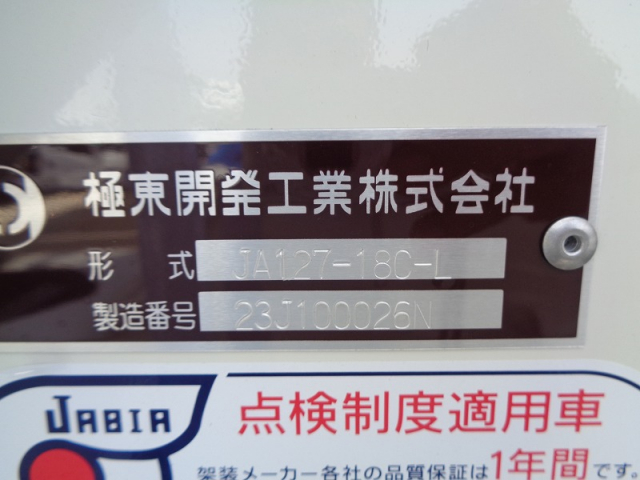 極東開発工業株式会社
形 式 JA127-18C-L
製造番号 23J100026N
JABIA
点検制度適用車
架装メーカー各社の品質保証は1年間です。